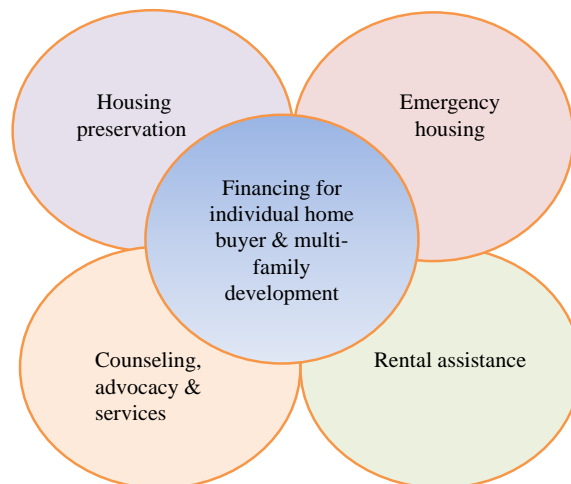 Housing
preservation
Emergency
housing
Financing for
individual home
buyer & multi-
family
development
Counseling,
advocacy &
services
Rental assistance